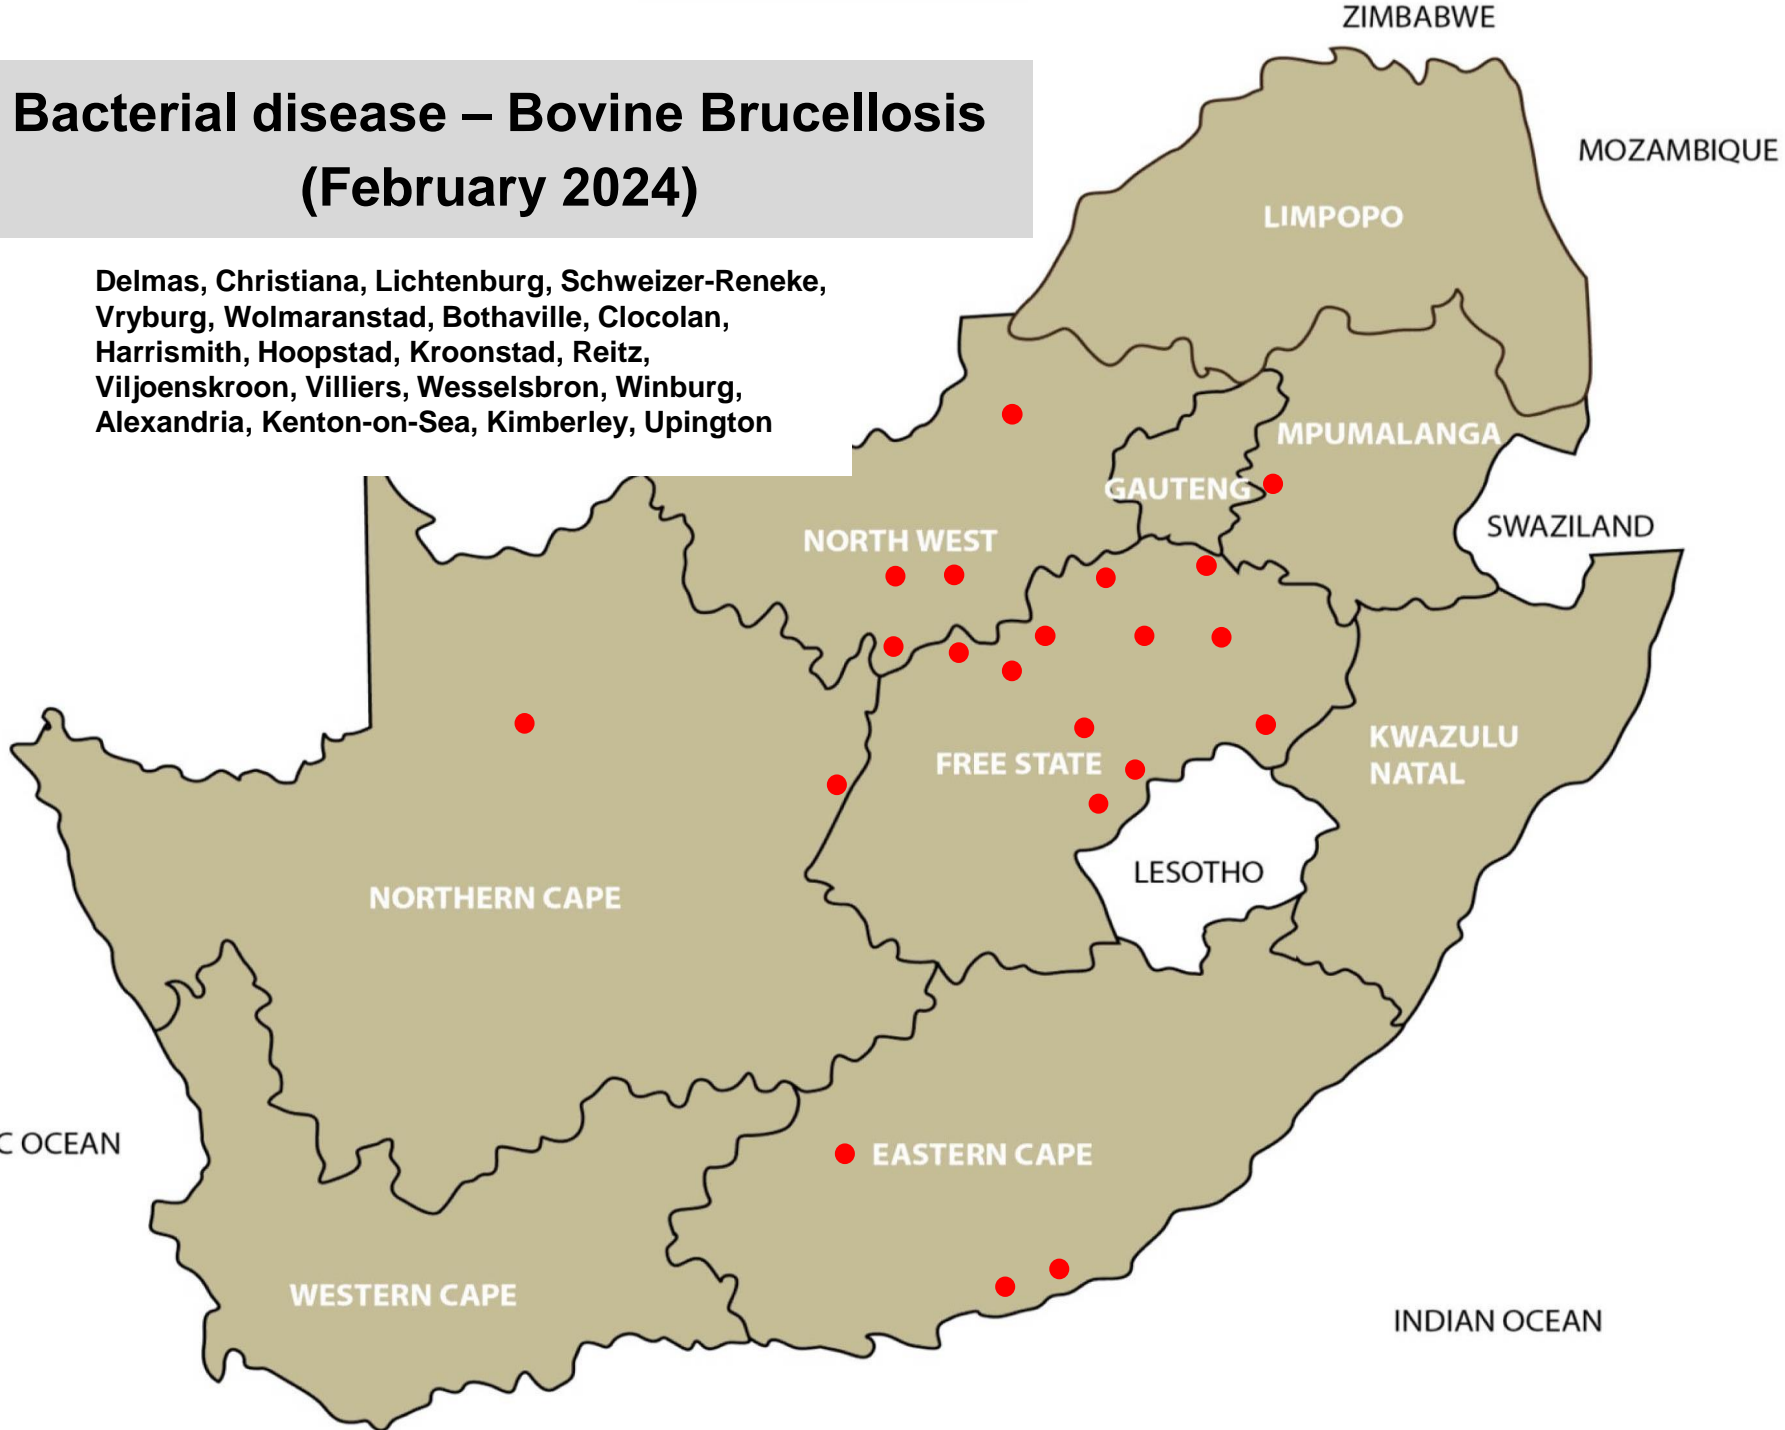 ZIMBABWE
Bacterial disease – Bovine Brucellosis
(February 2024)
MOZAMBIQUE
LIMPOPO
Delmas, Christiana, Lichtenburg, Schweizer-Reneke,
Vryburg, Wolmaranstad, Bothaville, Clocolan,
Harrismith, Hoopstad, Kroonstad, Reitz,
Viljoenskroon, Villiers, Wesselsbron, Winburg,
Alexandria, Kenton-on-Sea, Kimberley, Upington
MPUMALANGA
GAUTENG
SWAZILAND
NORTH WEST
KWAZULU
NATAL
FREE STATE
LESOTHO
NORTHERN CAPE
C OCEAN
EASTERN CAPE
WESTERN CAPE
INDIAN OCEAN